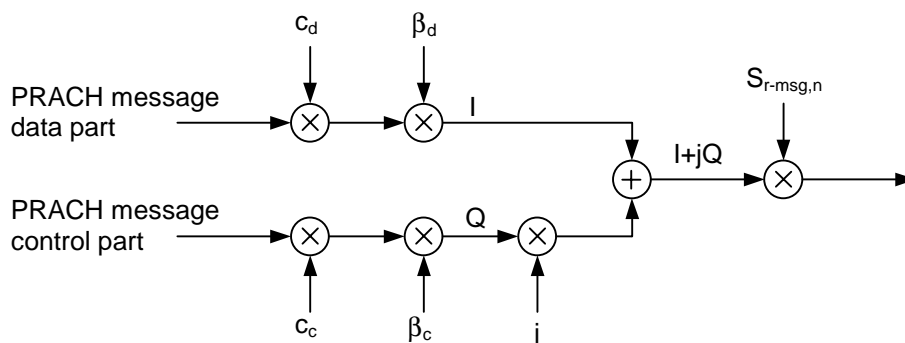 c_d
β_d
S_r-msg,n
PRACH message
data part
I
I+jQ
PRACH message
control part
Q
c_c
β_c
j